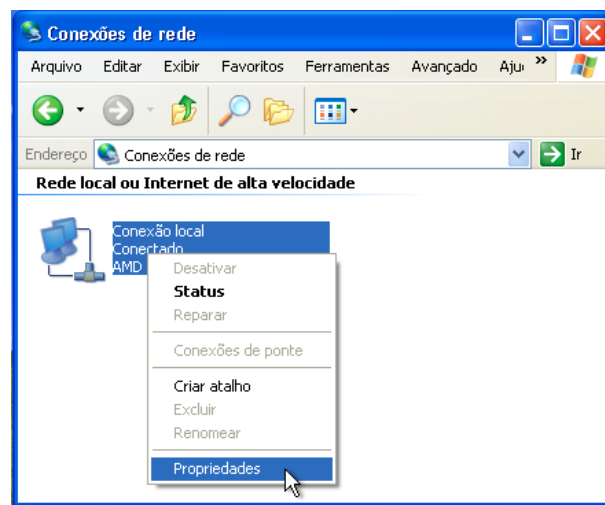 Conexões de rede
Arquivo Editar Exibir Favoritos Ferramentas Avançado Aju »
Endereço Conexões de rede Ir
Rede local ou Internet de alta velocidade
Conexão local
Conectado
AMD
Desativar
Status
Reparar
Conexões de ponte
Criar atalho
Excluir
Renomear
Propriedades